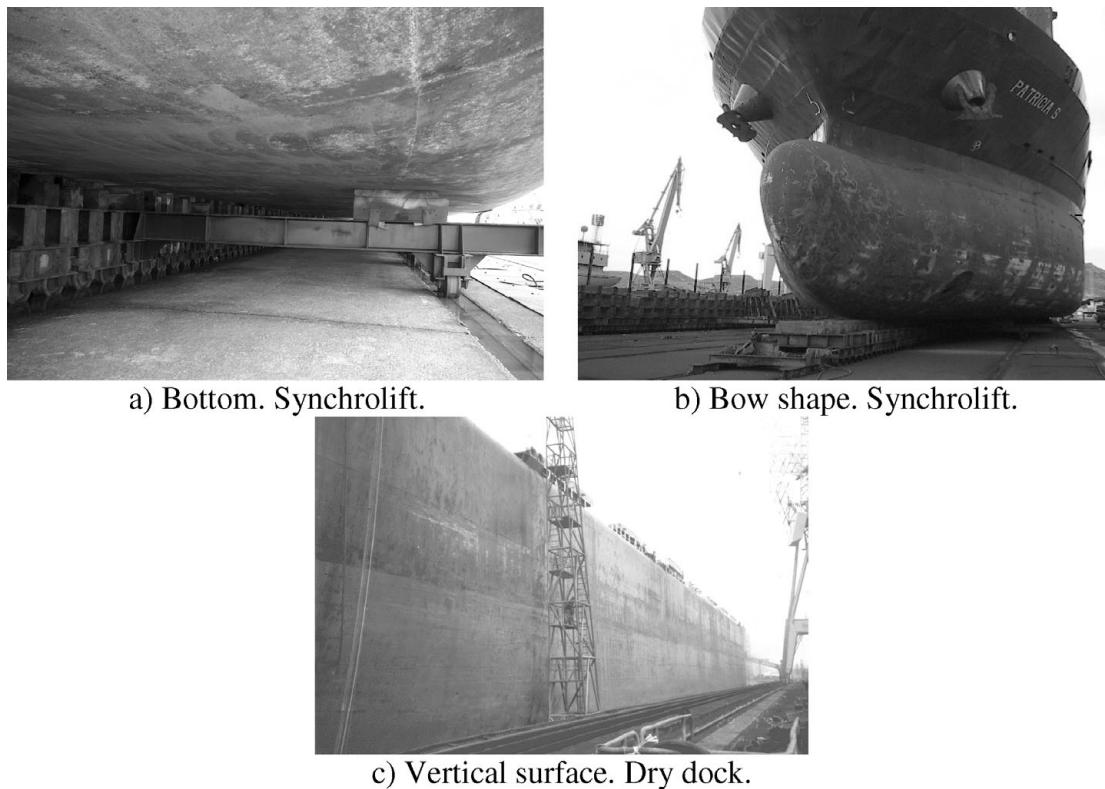 PATRICIA S
a) Bottom. Synchrolift.
b) Bow shape. Synchrolift.
c) Vertical surface. Dry dock.